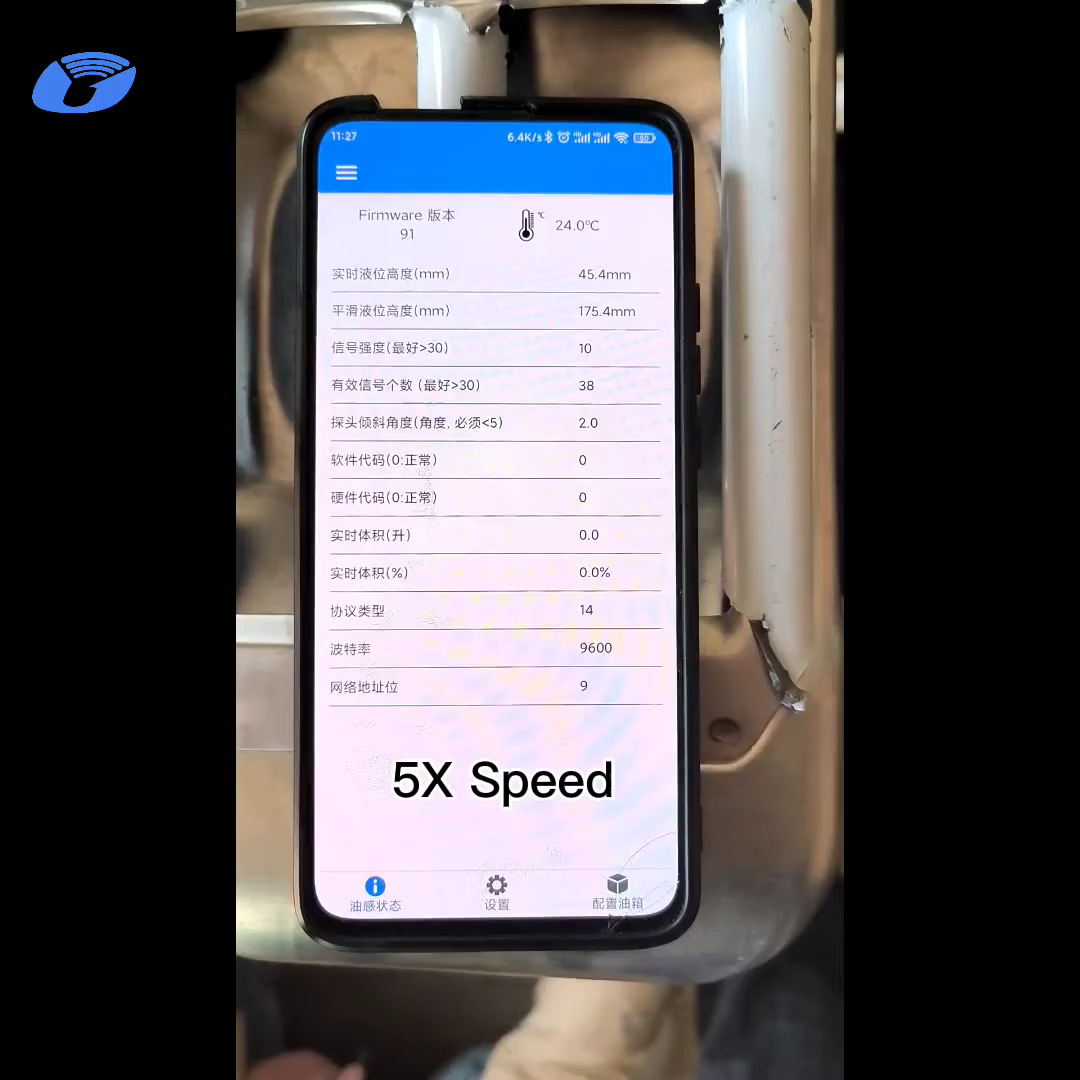 11:27
6.4K/s
HD HD 60
Firmware 版本
91
℃
24.0℃
实时液位高度(mm) 45.4mm
平滑液位高度(mm) 175.4mm
信号强度(最好>30) 10
有效信号个数 (最好>30) 38
探头倾斜角度(角度, 必须<5) 2.0
软件代码(0:正常) 0
硬件代码(0:正常) 0
实时体积(升) 0.0
实时体积(%) 0.0%
协议类型 14
波特率 9600
网络地址位 9
5X Speed
油感状态 设置 配置油箱